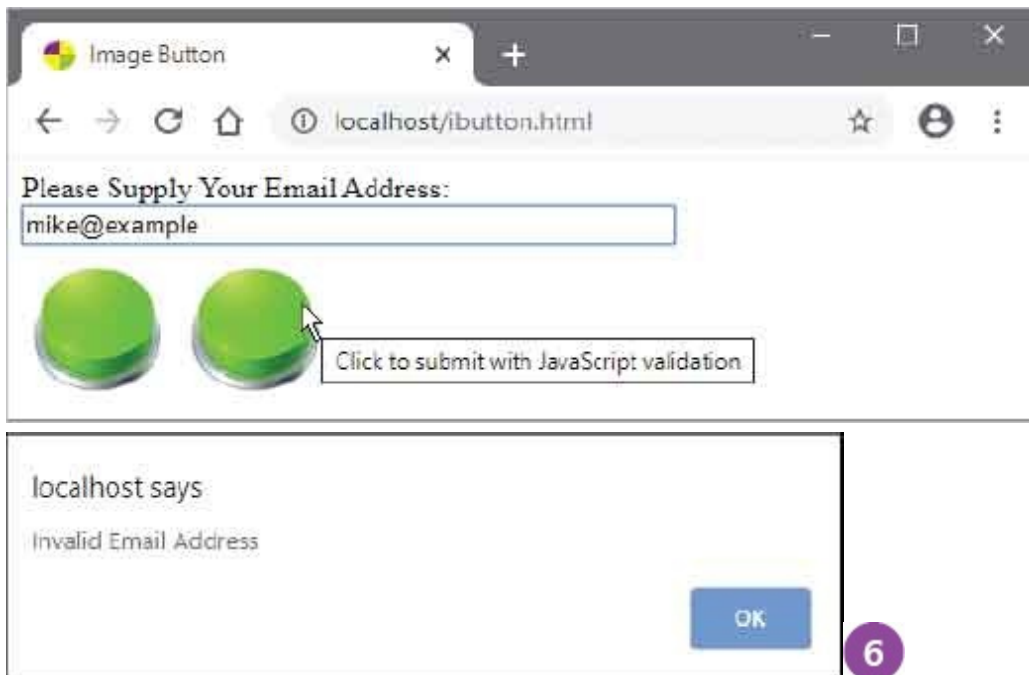 Image Button
localhost/ibutton.html
Please Supply Your Email Address:
mike@example
Click to submit with JavaScript validation
localhost says
Invalid Email Address
OK
6